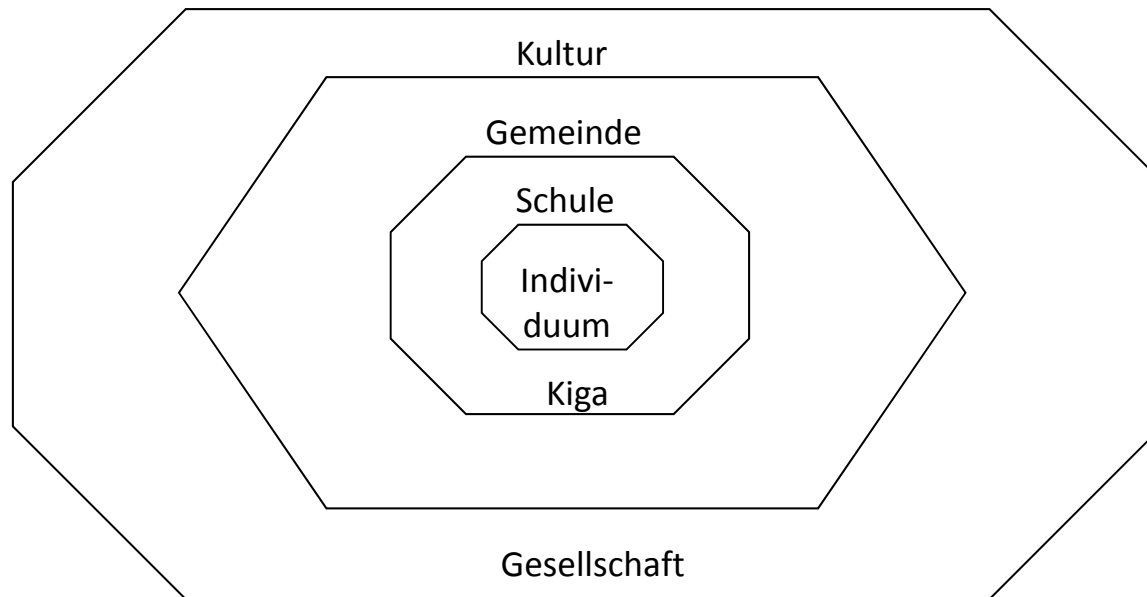 Kultur
Gemeinde
Schule
Indivi-
duum
Kiga
Gesellschaft